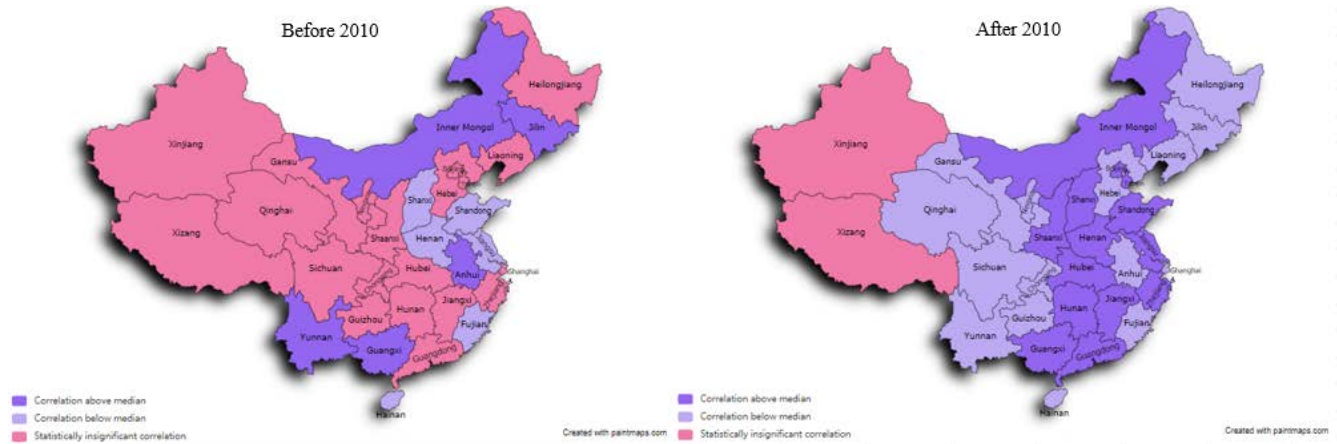 Before 2010
Heilongjiang
Inner Mongol
Jilin
Xinjiang
Liaoning
Gansu
Hebei
Shanxi
Qinghai
Shandong
Shaanxi
Henan
Xizang
Sichuan
Hubei
Anhui
Shanghai
Hunan
Jiangxi
Guizhou
Fujian
Yunnan
Guangxi
Guangdong
Hainan
Correlation above median
Correlation below median
Statistically insignificant correlation
Created with paintmaps.com
After 2010
Heilongjiang
Inner Mongol
Jilin
Xinjiang
Liaoning
Gansu
Hebei
Shanxi
Qinghai
Shandong
Shaanxi
Henan
Xizang
Sichuan
Hubei
Anhui
Shanghai
Hunan
Jiangxi
Guizhou
Fujian
Yunnan
Guangxi
Guangdong
Hainan
Correlation above median
Correlation below median
Statistically insignificant correlation
Created with paintmaps.com